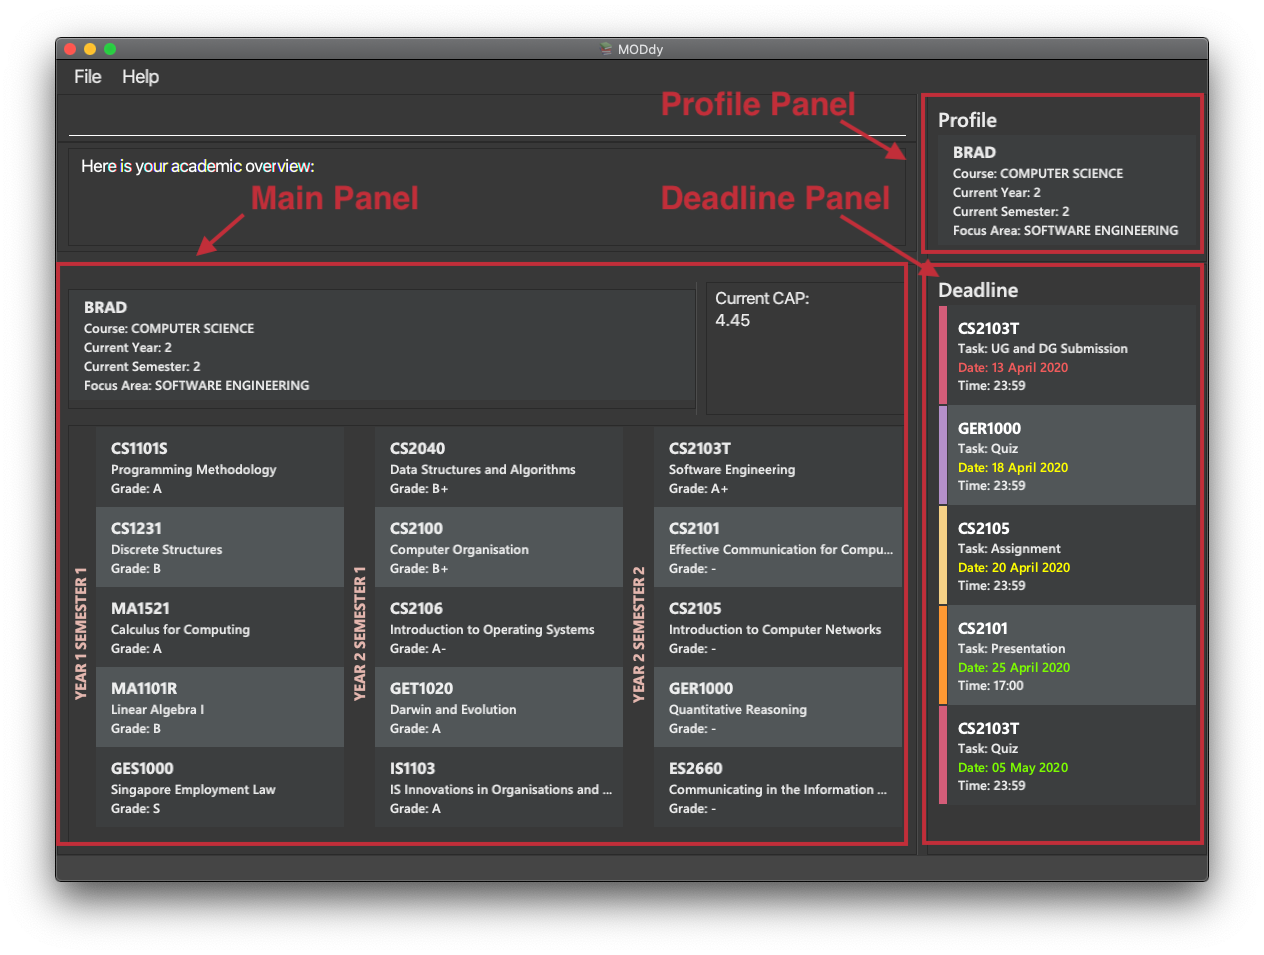 MODdy
File Help
Profile Panel
Here is your academic overview:
Main Panel
Deadline Panel
Profile
BRAD
Course: COMPUTER SCIENCE
Current Year: 2
Current Semester: 2
Focus Area: SOFTWARE ENGINEERING
BRAD
Course: COMPUTER SCIENCE
Current Year: 2
Current Semester: 2
Focus Area: SOFTWARE ENGINEERING
Current CAP:
4.45
YEAR 1 SEMESTER 1
CS1101S
Programming Methodology
Grade: A
CS1231
Discrete Structures
Grade: B
MA1521
Calculus for Computing
Grade: A
MA1101R
Linear Algebra I
Grade: B
GES1000
Singapore Employment Law
Grade: S
YEAR 2 SEMESTER 1
CS2040
Data Structures and Algorithms
Grade: B+
CS2100
Computer Organisation
Grade: B+
CS2106
Introduction to Operating Systems
Grade: A-
GET1020
Darwin and Evolution
Grade: A
IS1103
IS Innovations in Organisations and ...
Grade: A
YEAR 2 SEMESTER 2
CS2103T
Software Engineering
Grade: A+
CS2101
Effective Communication for Compu...
Grade: -
CS2105
Introduction to Computer Networks
Grade: -
GER1000
Quantitative Reasoning
Grade: -
ES2660
Communicating in the Information ...
Grade: -
Deadline
CS2103T
Task: UG and DG Submission
Date: 13 April 2020
Time: 23:59
GER1000
Task: Quiz
Date: 18 April 2020
Time: 23:59
CS2105
Task: Assignment
Date: 20 April 2020
Time: 23:59
CS2101
Task: Presentation
Date: 25 April 2020
Time: 17:00
CS2103T
Task: Quiz
Date: 05 May 2020
Time: 23:59